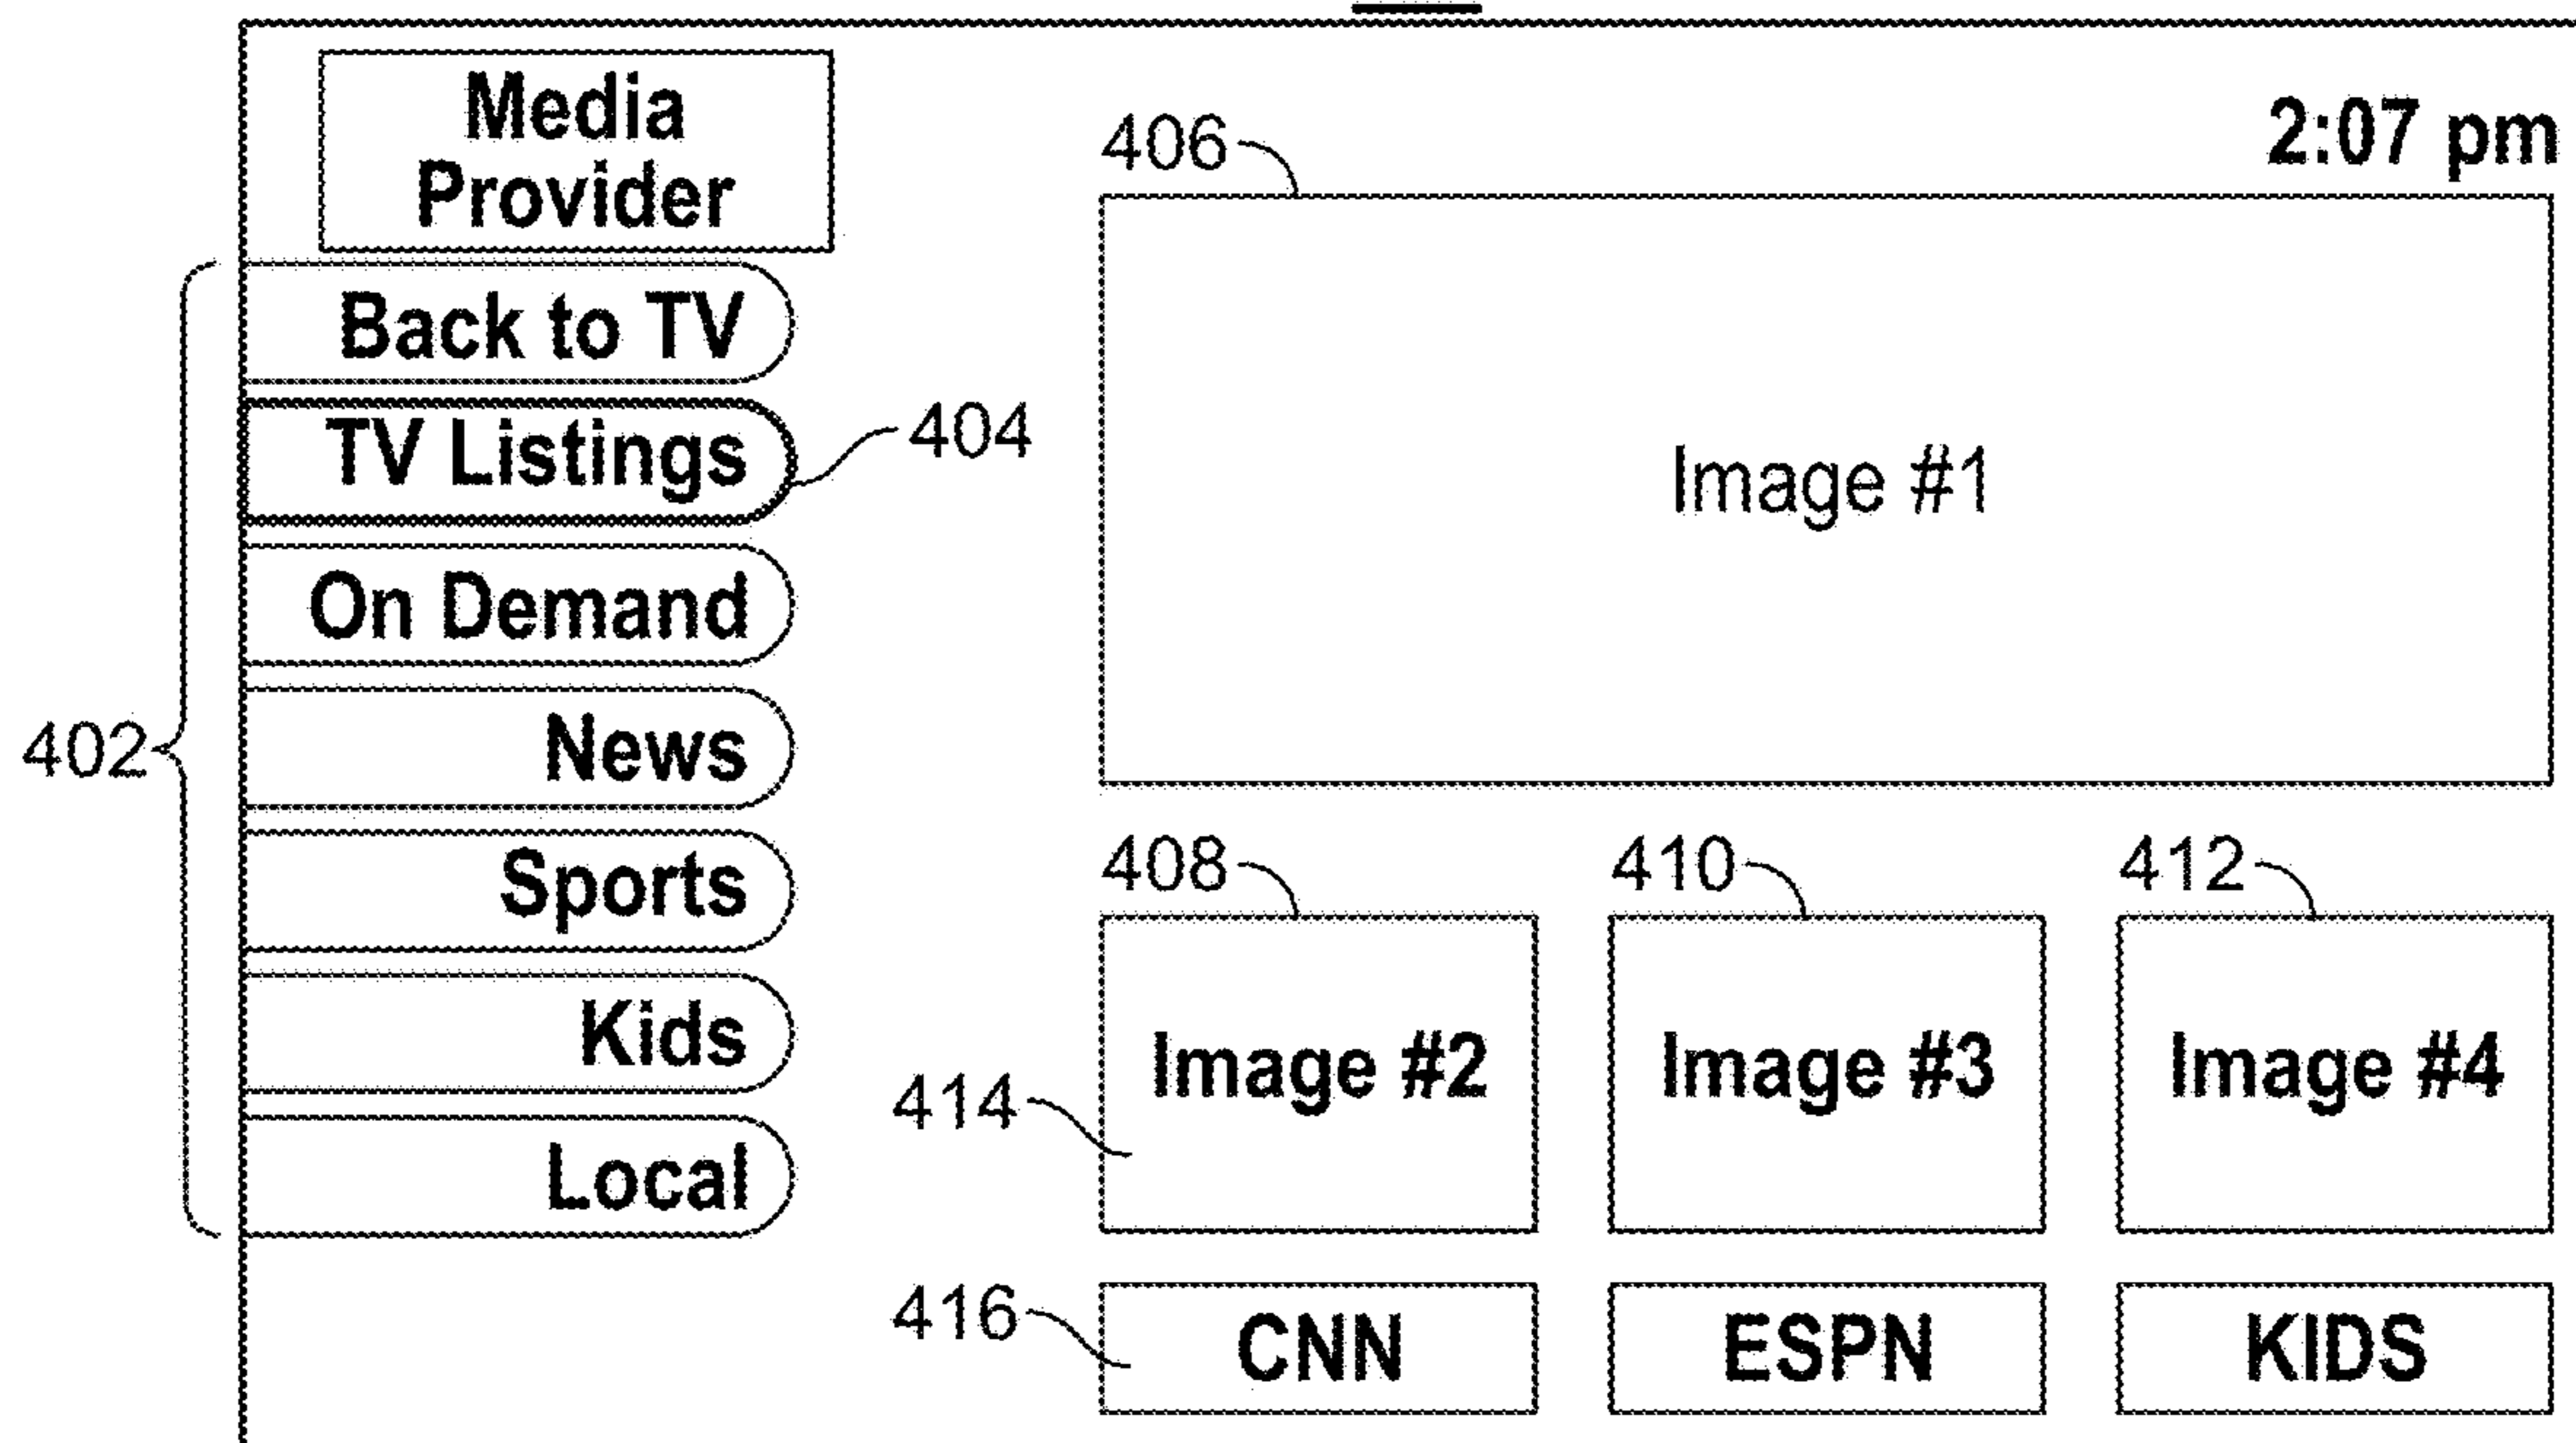 Media
Provider
2:07 pm
406
Back to TV
TV Listings
404
Image #1
On Demand
News
402
Sports
408
410
412
Kids
Image #2
Image #3
Image #4
414
Local
416
CNN
ESPN
KIDS